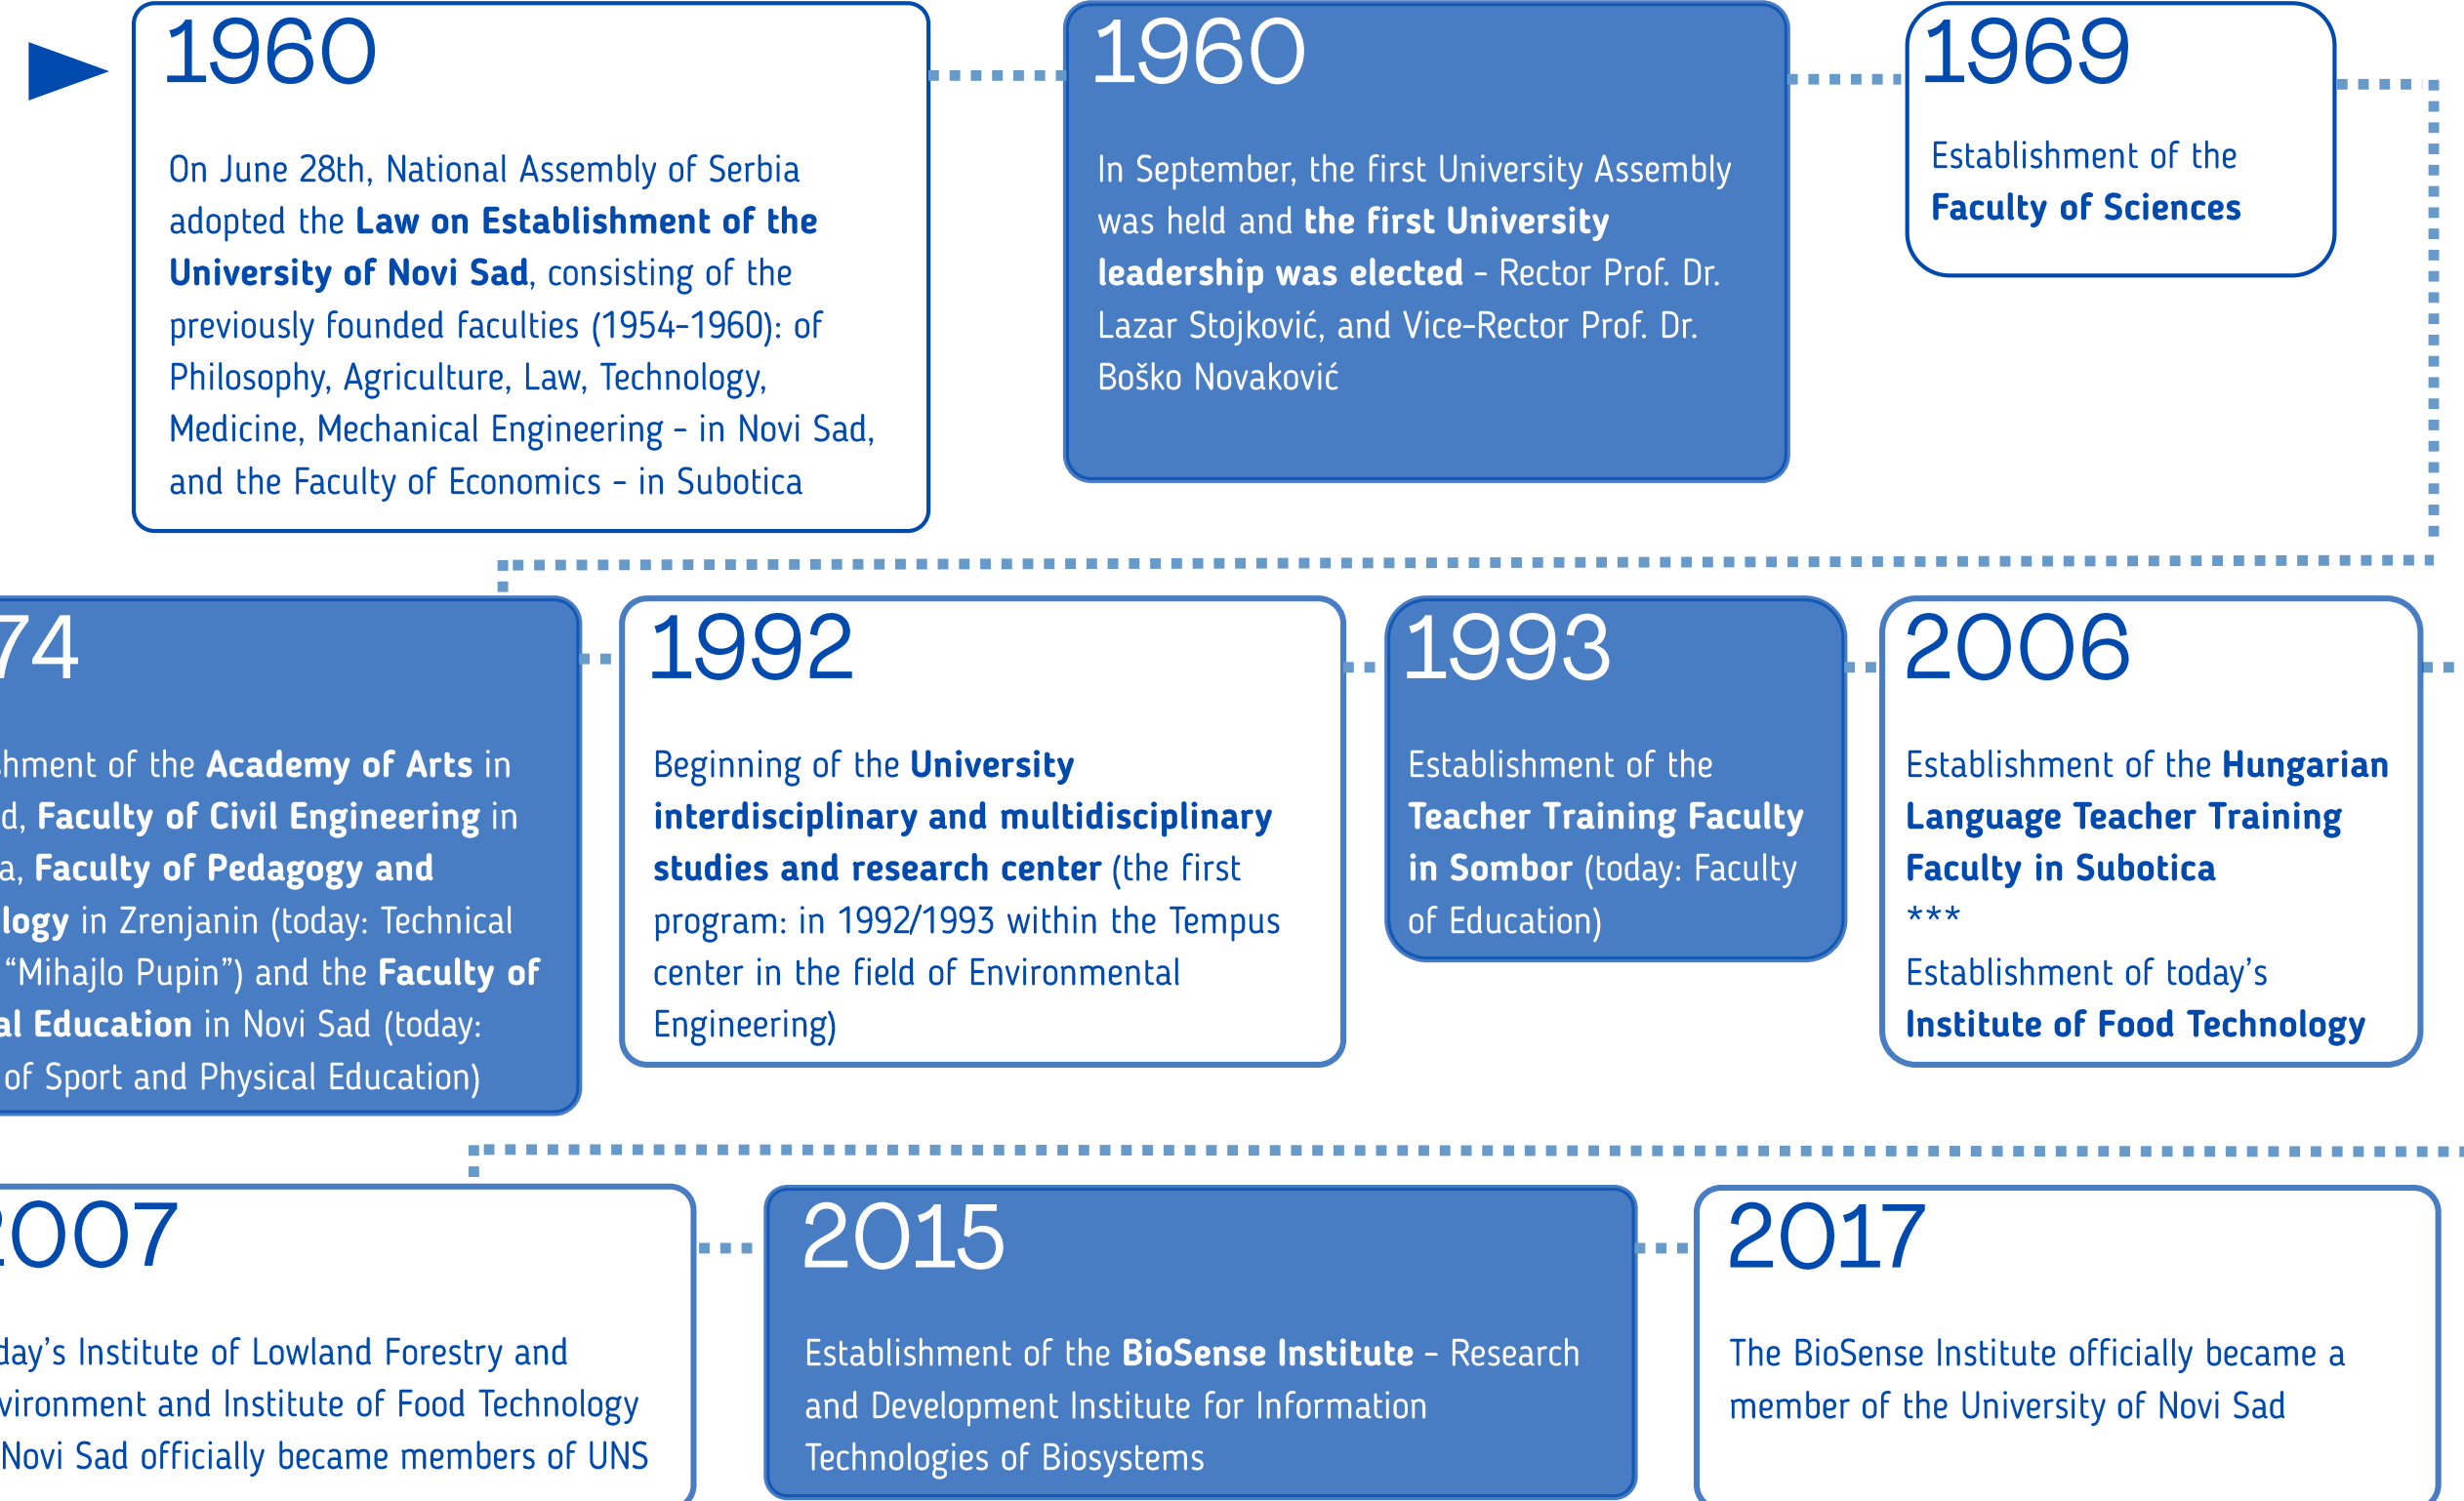 1960
On June 28th, National Assembly of Serbia
adopted the Law on Establishment of the
University of Novi Sad, consisting of the
previously founded faculties (1954-1960): of
Philosophy, Agriculture, Law, Technology,
Medicine, Mechanical Engineering – in Novi Sad,
and the Faculty of Economics – in Subotica
1960
In September, the first University Assembly
was held and the first University
leadership was elected – Rector Prof. Dr.
Lazar Stojković, and Vice-Rector Prof. Dr.
Boško Novaković
1969
Establishment of the
Faculty of Sciences
74
of the Academy of Arts in
Faculty of Civil Engineering in
Faculty of Pedagogy and
in Zrenjanin (today: Technical
“Mihajlo Pupin”) and the Faculty of
Education in Novi Sad (today:
of Sport and Physical Education)
1992
Beginning of the University
interdisciplinary and multidisciplinary
studies and research center (the first
program: in 1992/1993 within the Tempus
center in the field of Environmental
Engineering)
1993
Establishment of the
Teacher Training Faculty
in Sombor (today: Faculty
of Education)
2006
Establishment of the Hungarian
Language Teacher Training
Faculty in Subotica
***
Establishment of today’s
Institute of Food Technology
2007
Institute of Lowland Forestry and
and Institute of Food Technology
Novi Sad officially became members of UNS
2015
Establishment of the BioSense Institute – Research
and Development Institute for Information
Technologies of Biosystems
2017
The BioSense Institute officially became a
member of the University of Novi Sad